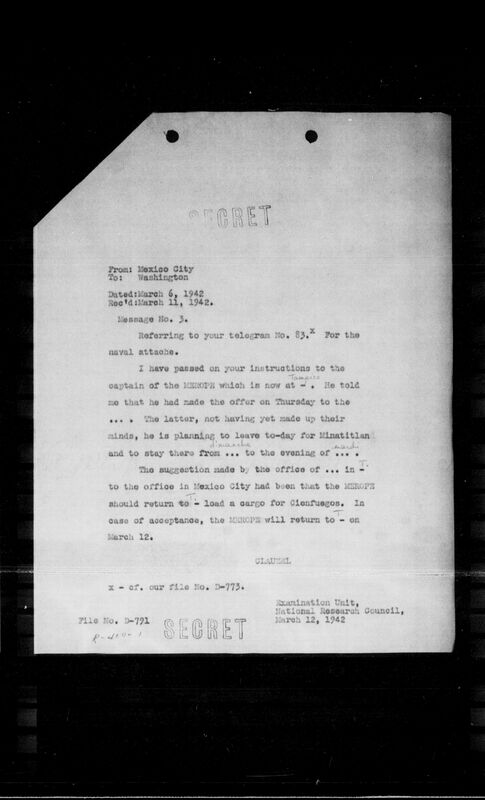 SECRET
From: Mexico City
To: Washington
Dated:March 6, 1942
Rec'd:March 11, 1942.
Message No. 3.
Referring to your telegram No. 83.x For the
naval attache.
I have passed on your instructions to the
Tampico
captain of the MEROPE which is now at - . He told
me that he had made the offer on Thursday to the
... . The latter, not having yet made up their
minds, he is planning to leave to-day for Minatitlan
dimanche mardi
and to stay there from ... to the evening of ... .
The suggestion made by the office of ... in - T.
to the office in Mexico City had been that the MEROPE
T.
should return to - load a cargo for Cienfuegos. In
T
case of acceptance, the MEROPE will return to - on
March 12.
CLAUZEL
x - cf. our file No. D-773.
Examination Unit,
National Research Council,
March 12, 1942
File No. D-791
SECRET